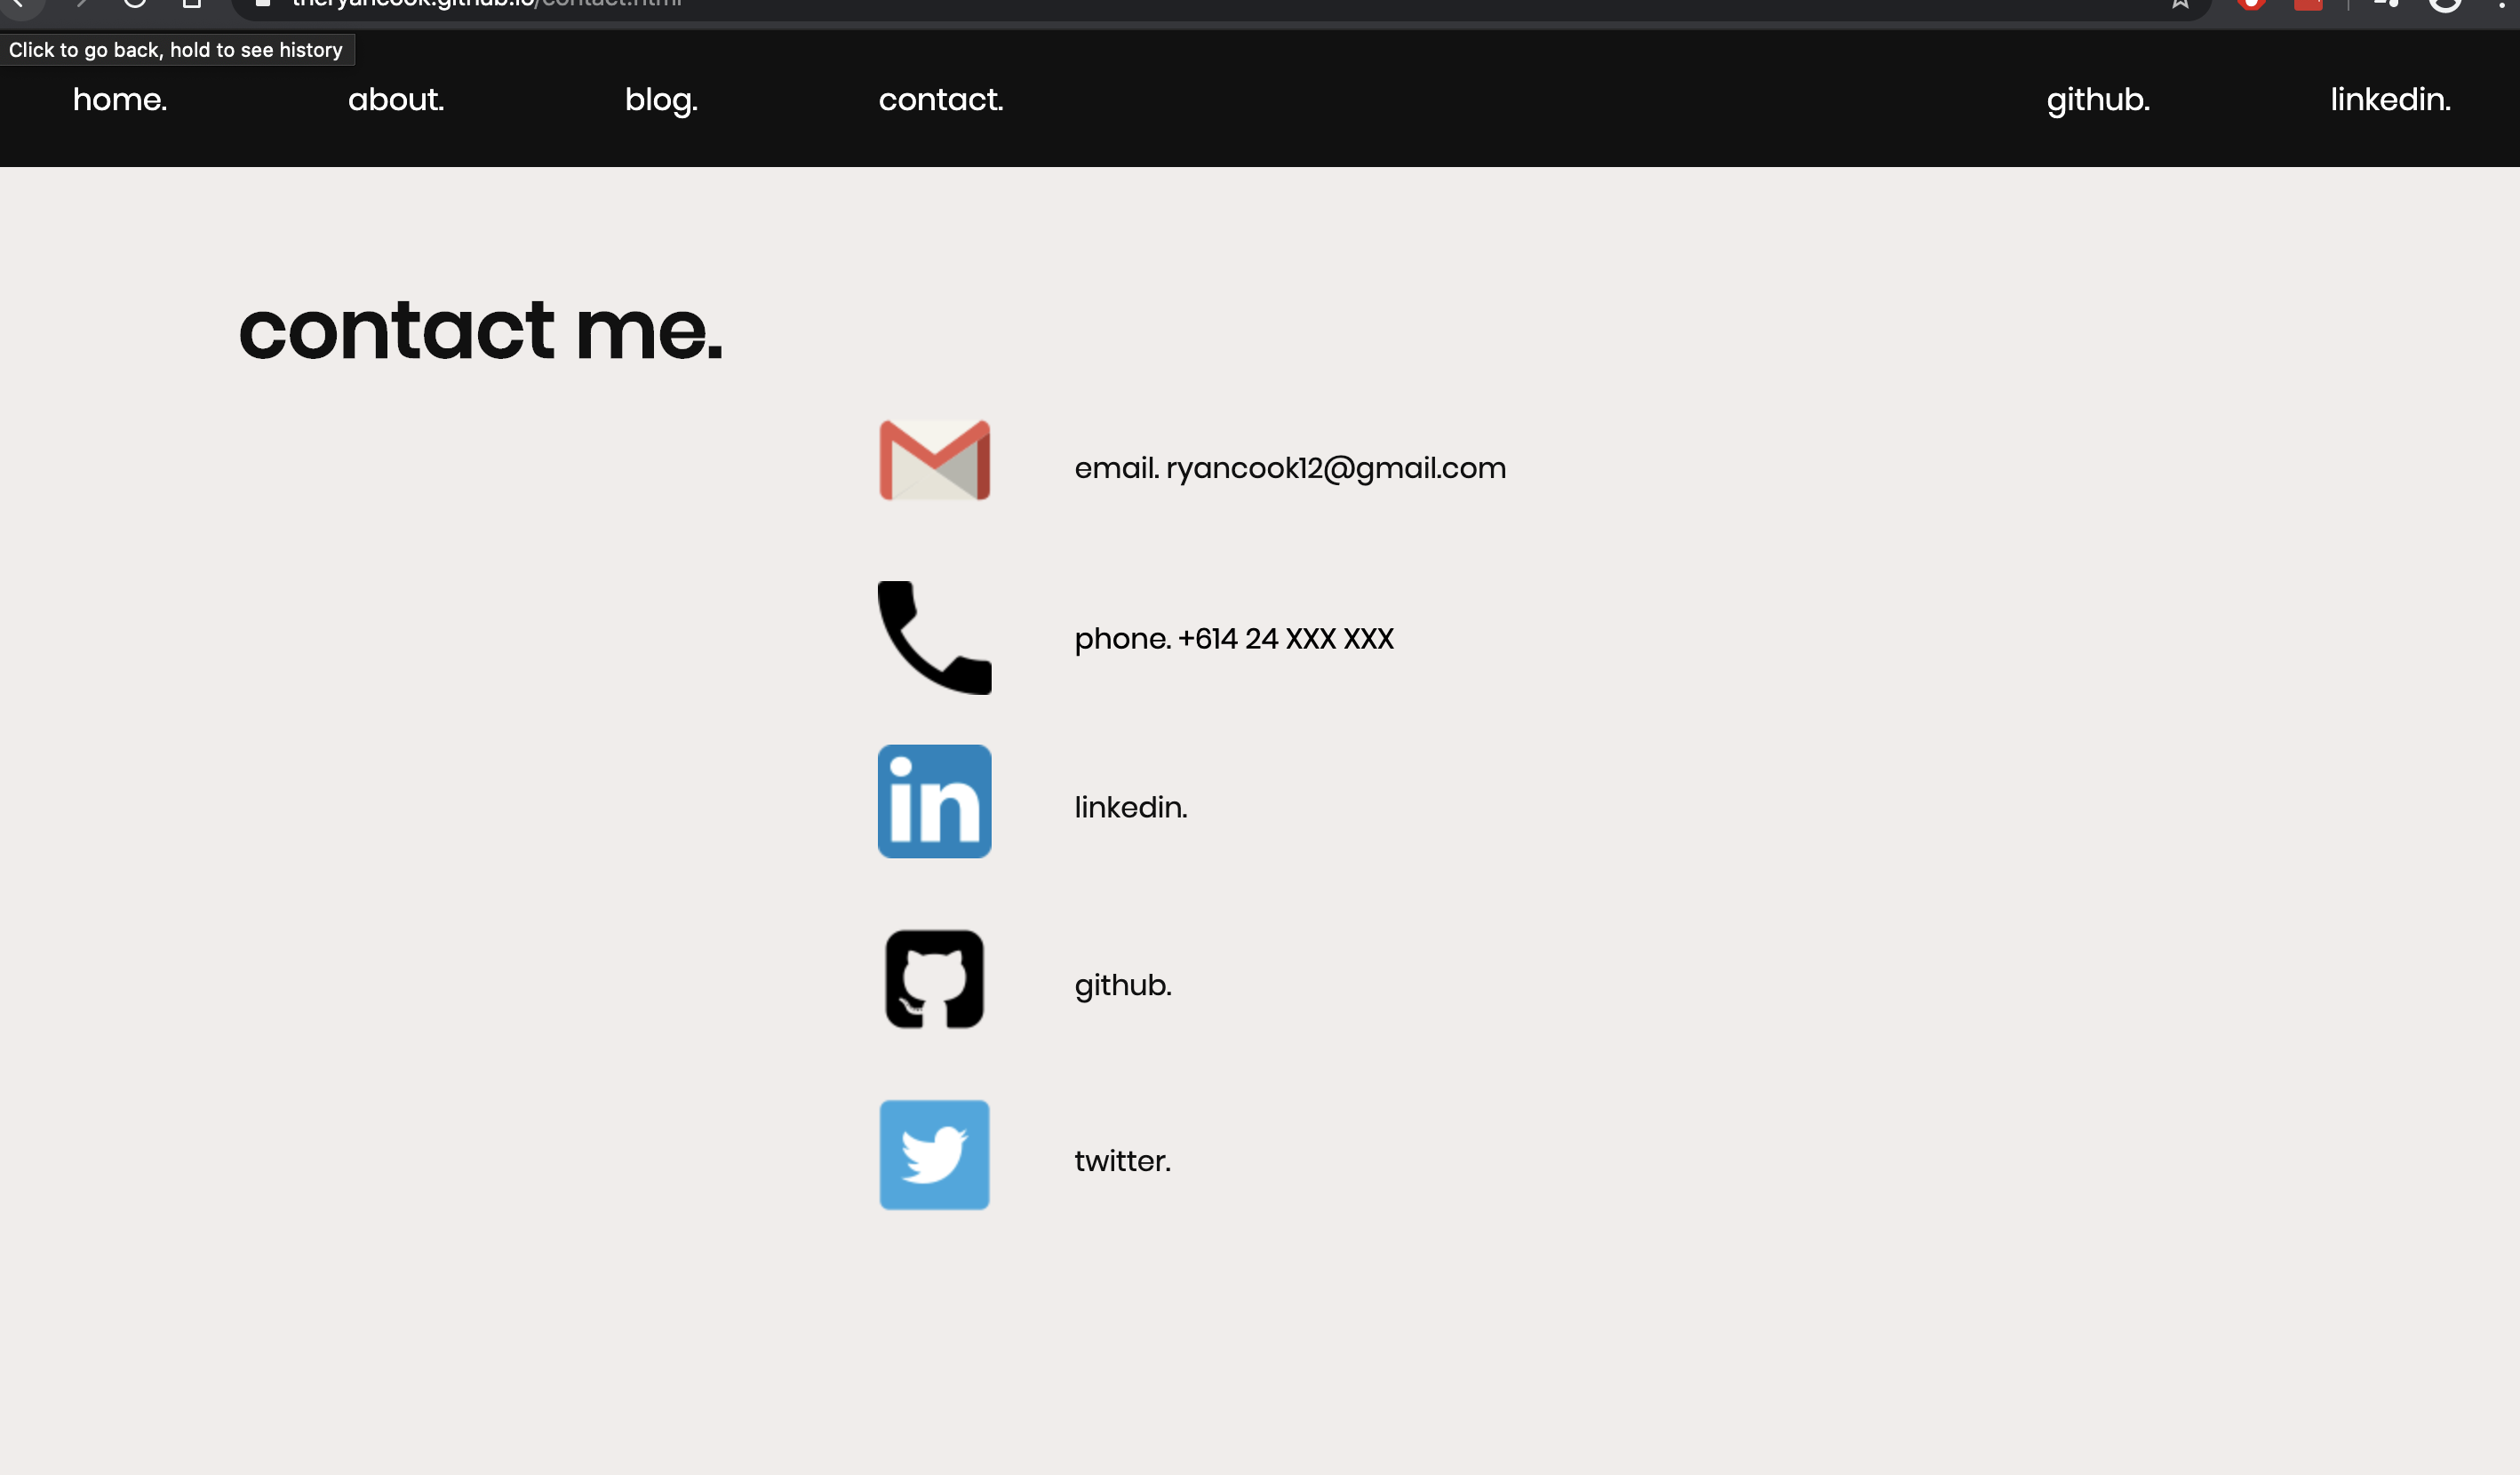 theryancook.github.io/contact.html
Click to go back, hold to see history
home. about. blog. contact. github. linkedin.
contact me.
email. ryancook12@gmail.com
phone. +614 24 XXX XXX
in
linkedin.
github.
twitter.